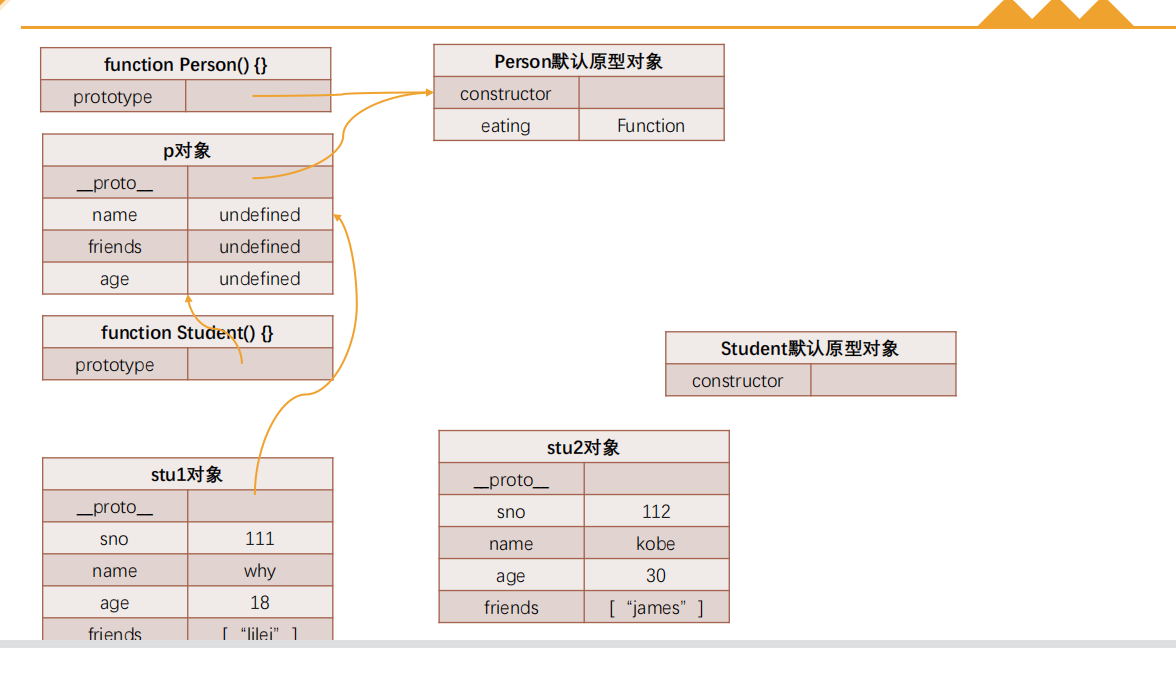 function Person() {}
prototype
Person默认原型对象
constructor
eating Function
p对象
__proto__
name undefined
friends undefined
age undefined
function Student() {}
prototype
Student默认原型对象
constructor
stu1对象
__proto__
sno 111
name why
age 18
friends [ “lilei” ]
stu2对象
__proto__
sno 112
name kobe
age 30
friends [ “james” ]